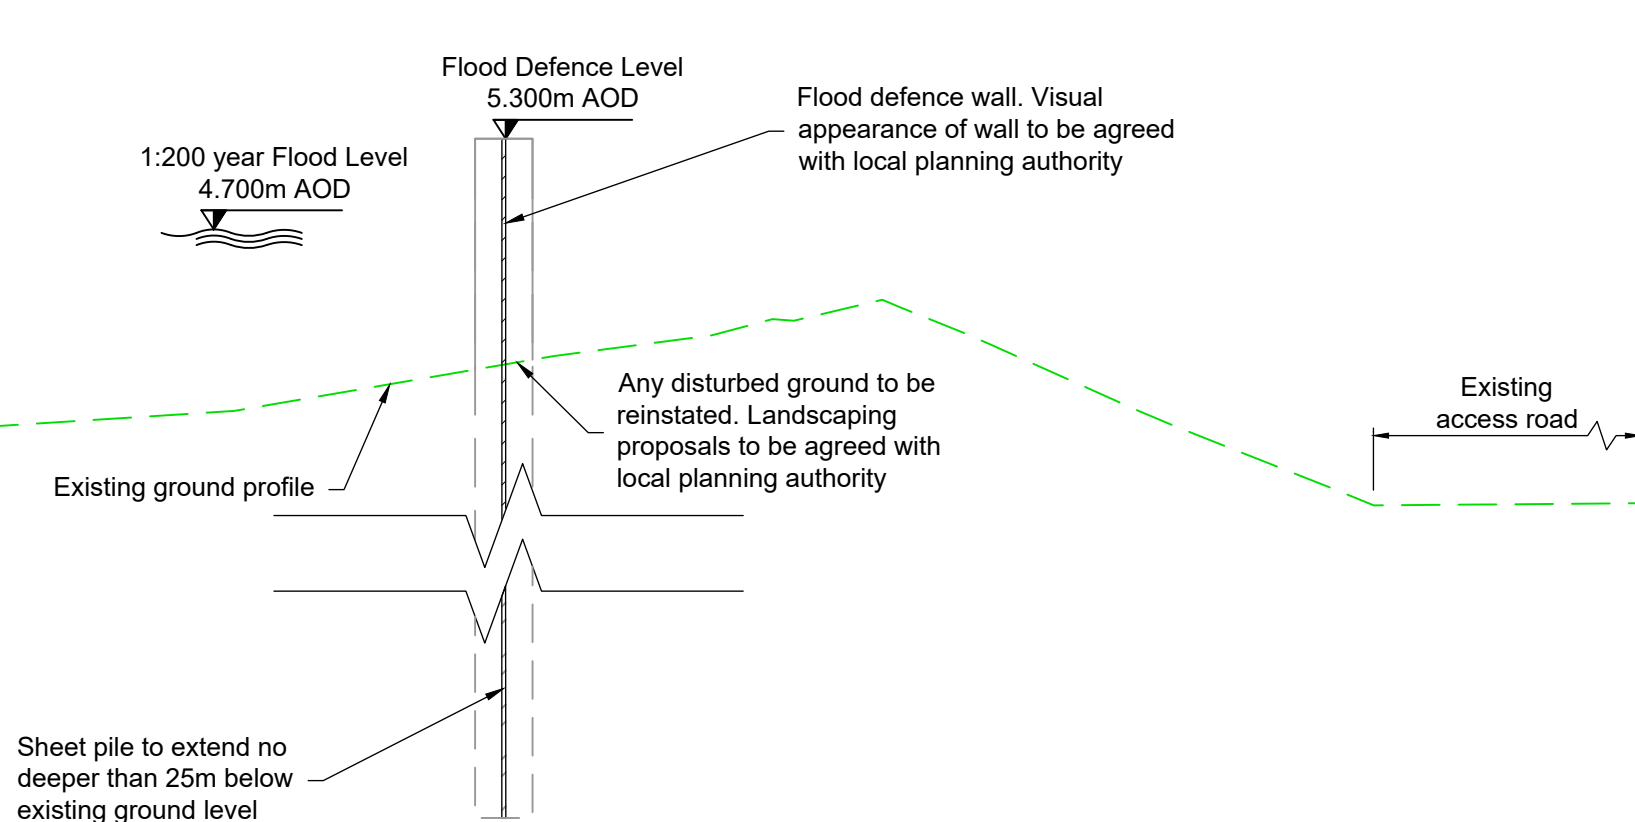 Flood Defence Level
5.300m AOD
Flood defence wall. Visual
appearance of wall to be agreed
with local planning authority
1:200 year Flood Level
4.700m AOD
Any disturbed ground to be
reinstated. Landscaping
proposals to be agreed with
local planning authority
Existing
access road
Existing ground profile
Sheet pile to extend no
deeper than 25m below
existing ground level